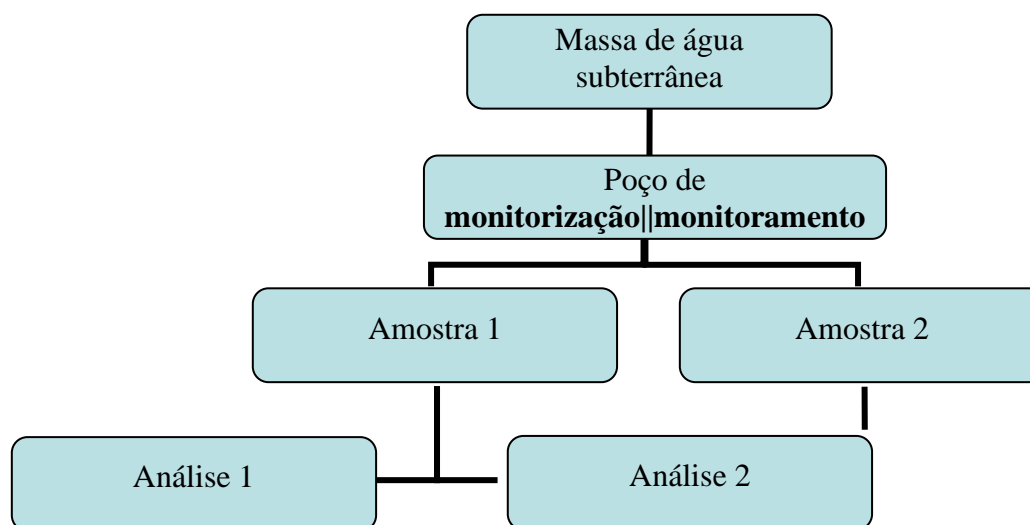 Massa de água
subterrânea
Poço de
monitorização||monitoramento
Amostra 1
Amostra 2
Análise 1
Análise 2